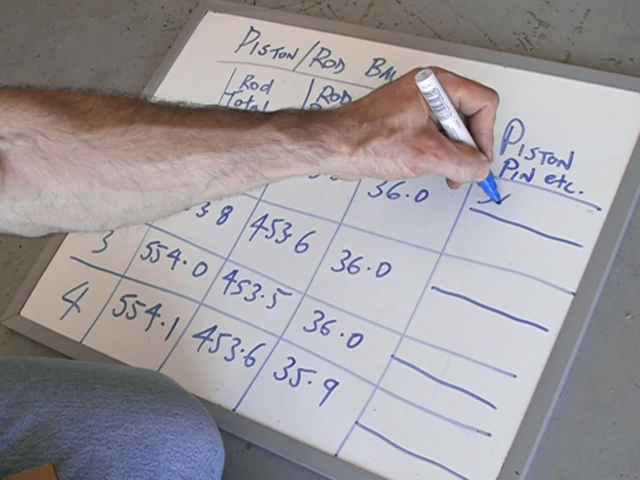 PISTON/ROD
Rod Rod
Total
PISTON
PIN etc.
36.0
3.8 453.6 36.0
3 554.0 453.5 36.0
4 554.1 453.6 35.9